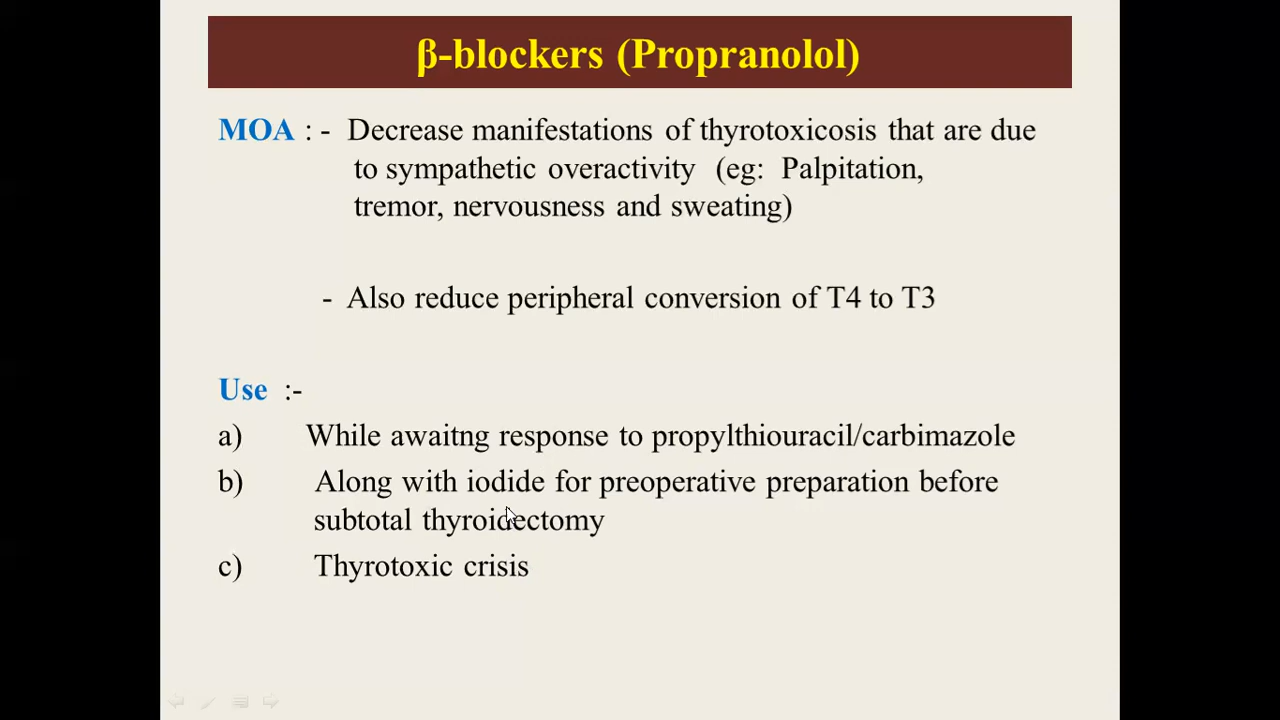 β-blockers (Propranolol)
MOA : - Decrease manifestations of thyrotoxicosis that are due
to sympathetic overactivity (eg: Palpitation,
tremor, nervousness and sweating)
- Also reduce peripheral conversion of T4 to T3
Use :-
a) While awaitng response to propylthiouracil/carbimazole
b) Along with iodide for preoperative preparation before
subtotal thyroidectomy
c) Thyrotoxic crisis